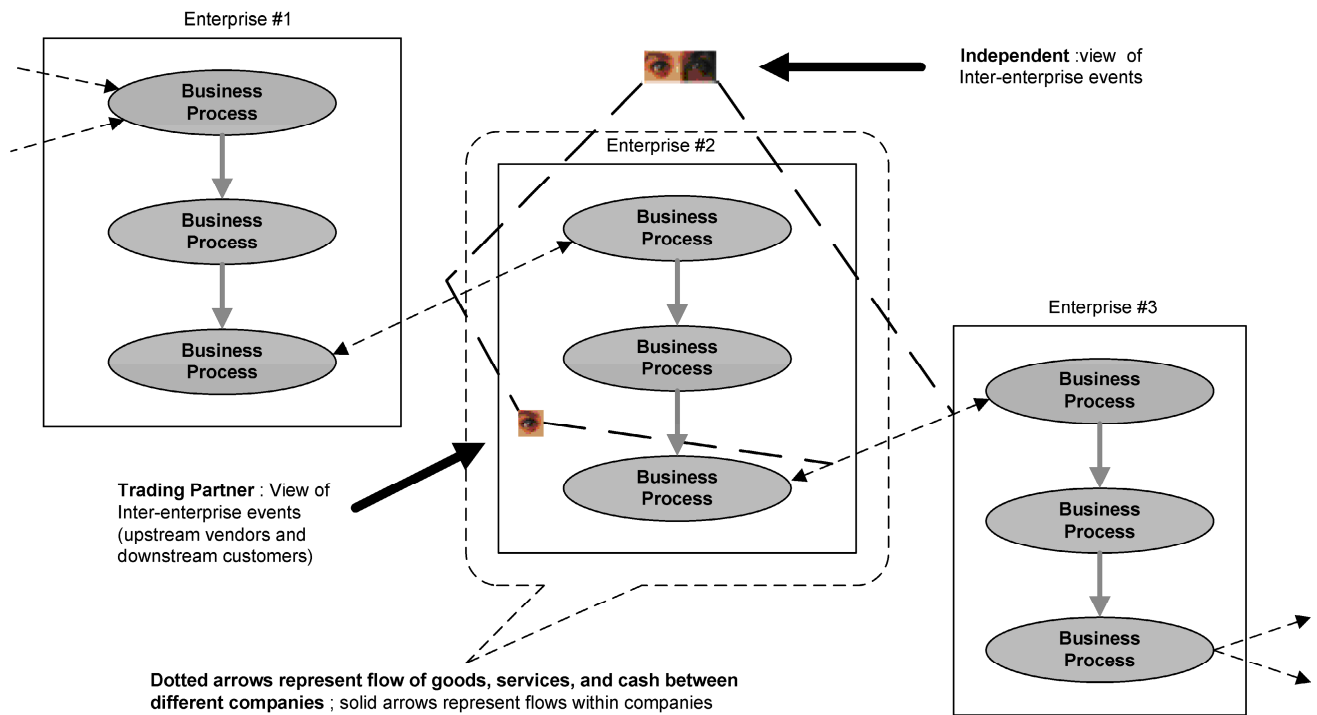 Enterprise #1
Business
Process
Business
Process
Business
Process
Independent :view of
Inter-enterprise events
Enterprise #2
Business
Process
Business
Process
Business
Process
Enterprise #3
Business
Process
Business
Process
Business
Process
Trading Partner : View of
Inter-enterprise events
(upstream vendors and
downstream customers)
Dotted arrows represent flow of goods, services, and cash between
different companies ; solid arrows represent flows within companies